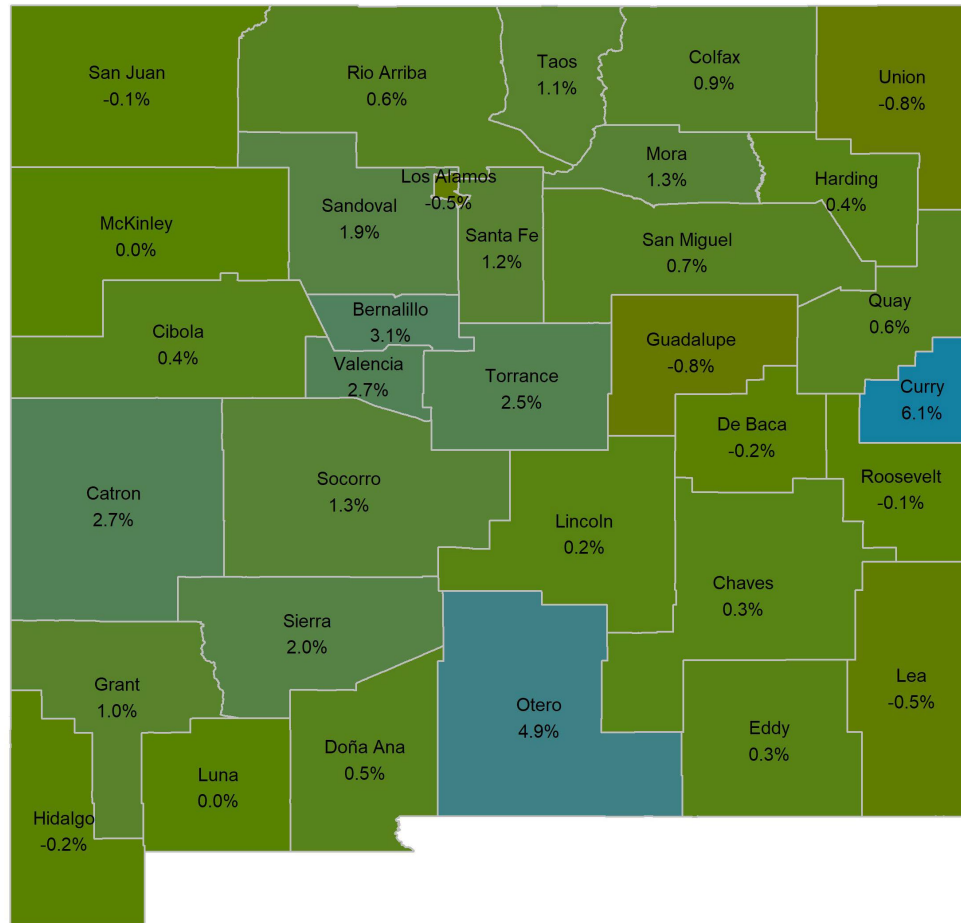 San Juan
-0.1%
Rio Arriba
0.6%
Taos
1.1%
Colfax
0.9%
Union
-0.8%
Mora
1.3%
Harding
0.4%
Los Alamos
-0.5%
Sandoval
1.9%
McKinley
0.0%
Santa Fe
1.2%
San Miguel
0.7%
Quay
0.6%
Bernalillo
3.1%
Cibola
0.4%
Valencia
2.7%
Torrance
2.5%
Guadalupe
-0.8%
Curry
6.1%
De Baca
-0.2%
Roosevelt
-0.1%
Catron
2.7%
Socorro
1.3%
Lincoln
0.2%
Chaves
0.3%
Sierra
2.0%
Grant
1.0%
Otero
4.9%
Lea
-0.5%
Eddy
0.3%
Doña Ana
0.5%
Luna
0.0%
Hidalgo
-0.2%